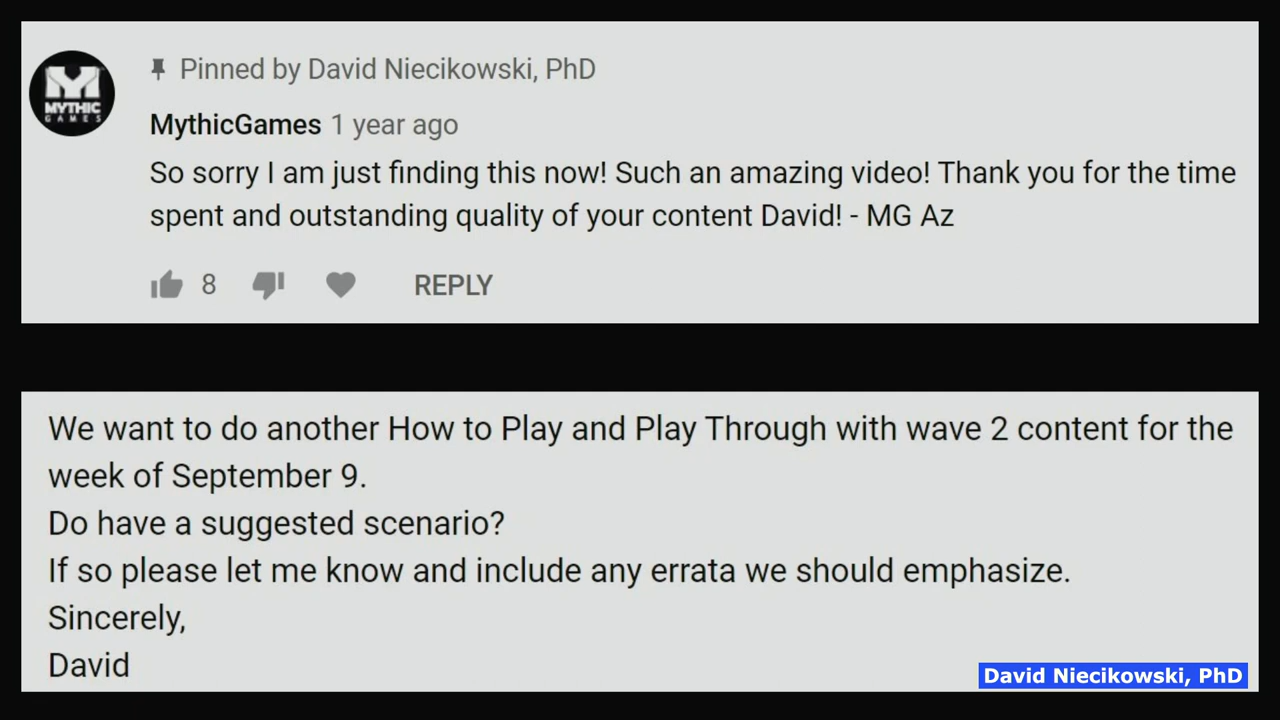 Pinned by David Niecikowski, PhD
MYTHIC
GAMES
MythicGames 1 year ago
So sorry I am just finding this now! Such an amazing video! Thank you for the time
spent and outstanding quality of your content David! - MG Az
8 REPLY
We want to do another How to Play and Play Through with wave 2 content for the
week of September 9.
Do have a suggested scenario?
If so please let me know and include any errata we should emphasize.
Sincerely,
David
David Niecikowski, PhD